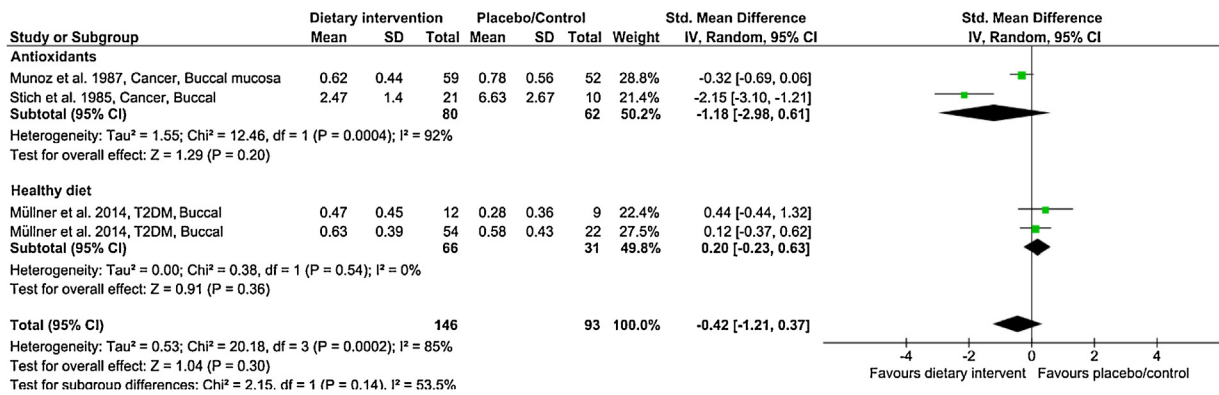 Dietary intervention Placebo/Control Std. Mean Difference Std. Mean Difference
Study or Subgroup Mean SD Total Mean SD Total Weight IV, Random, 95% CI IV, Random, 95% CI
Antioxidants
Munoz et al. 1987, Cancer, Buccal mucosa 0.62 0.44 59 0.78 0.56 52 28.8% -0.32 [-0.69, 0.06]
Stich et al. 1985, Cancer, Buccal 2.47 1.4 21 6.63 2.67 10 21.4% -2.15 [-3.10, -1.21]
Subtotal (95% CI) 80 62 50.2% -1.18 [-2.98, 0.61]
Heterogeneity: Tau² = 1.55; Chi² = 12.46, df = 1 (P = 0.0004); I² = 92%
Test for overall effect: Z = 1.29 (P = 0.20)
Healthy diet
Müllner et al. 2014, T2DM, Buccal 0.47 0.45 12 0.28 0.36 9 22.4% 0.44 [-0.44, 1.32]
Müllner et al. 2014, T2DM, Buccal 0.63 0.39 54 0.58 0.43 22 27.5% 0.12 [-0.37, 0.62]
Subtotal (95% CI) 66 31 49.8% 0.20 [-0.23, 0.63]
Heterogeneity: Tau² = 0.00; Chi² = 0.38, df = 1 (P = 0.54); I² = 0%
Test for overall effect: Z = 0.91 (P = 0.36)
Total (95% CI) 146 93 100.0% -0.42 [-1.21, 0.37]
Heterogeneity: Tau² = 0.53; Chi² = 20.18, df = 3 (P = 0.0002); I² = 85%
Test for overall effect: Z = 1.04 (P = 0.30)
Test for subgroup differences: Chi² = 2.15, df = 1 (P = 0.14), I² = 53.5%
-4 -2 0 2 4
Favours dietary intervent Favours placebo/control